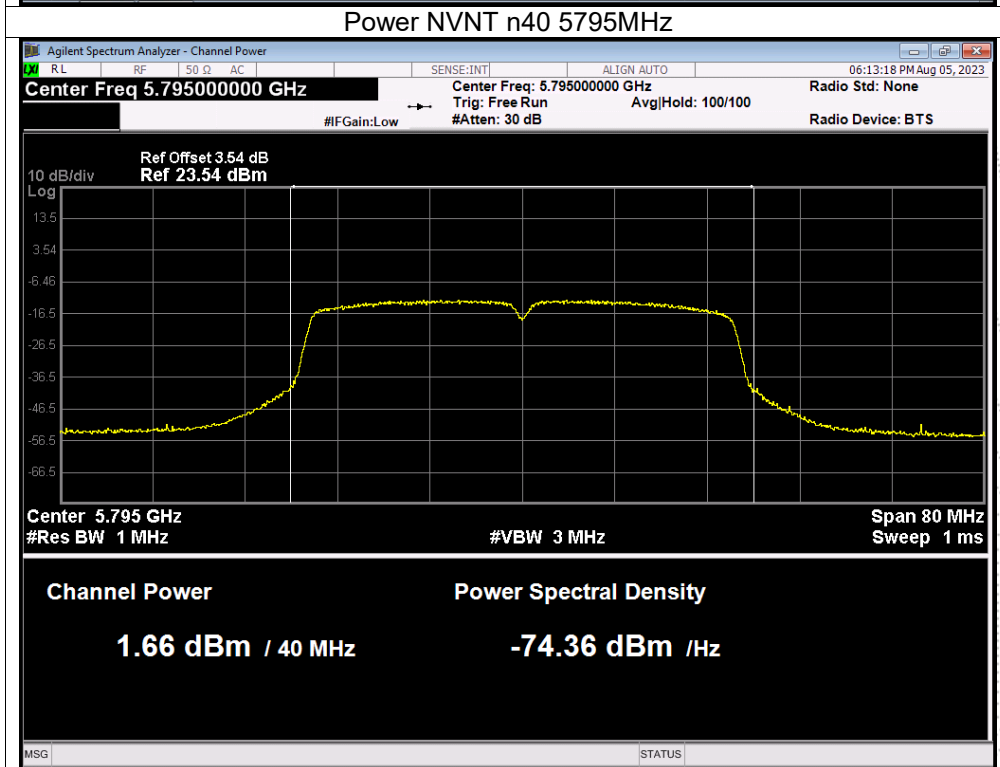 Power NVNT n40 5795MHz
Agilent Spectrum Analyzer - Channel Power
LXI RL RF 50 Ω AC SENSE:INT ALIGN AUTO 06:13:18 PM Aug 05, 2023
Center Freq 5.795000000 GHz Center Freq: 5.795000000 GHz Radio Std: None
Trig: Free Run Avg|Hold: 100/100
#IFGain:Low #Atten: 30 dB Radio Device: BTS
Ref Offset 3.54 dB
10 dB/div Ref 23.54 dBm
Log
13.5
3.54
-6.46
-16.5
-26.5
-36.5
-46.5
-56.5
-66.5
Center 5.795 GHz Span 80 MHz
#Res BW 1 MHz #VBW 3 MHz Sweep 1 ms
Channel Power Power Spectral Density
1.66 dBm / 40 MHz -74.36 dBm /Hz
MSG STATUS